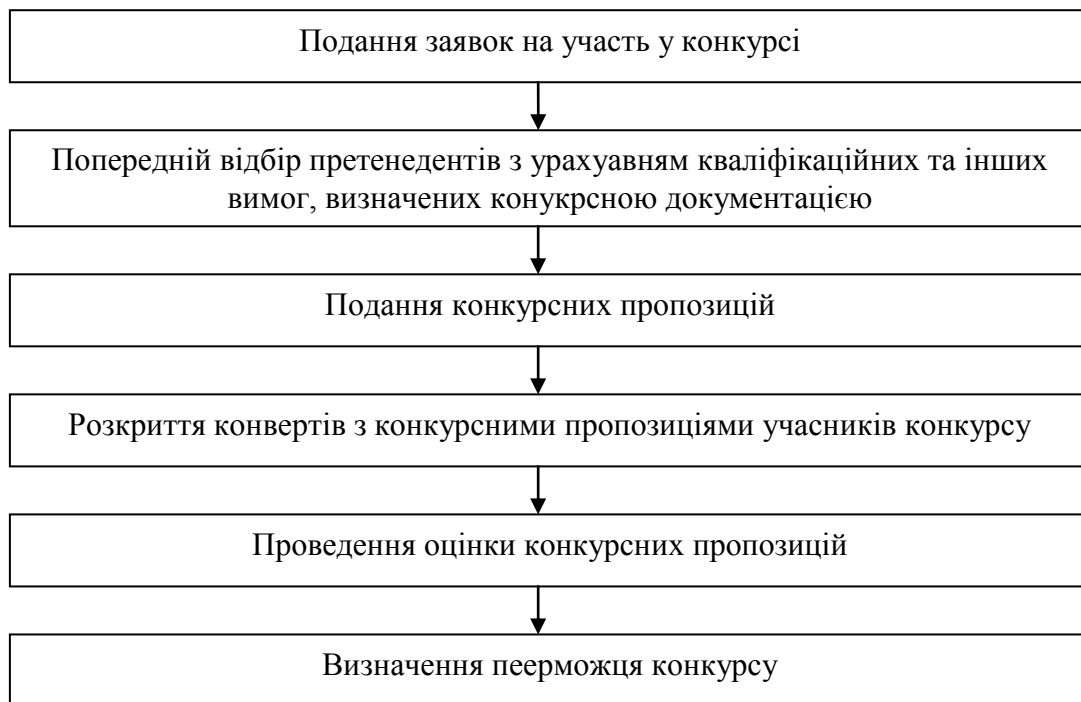 Подання заявок на участь у конкурсі
Попередній відбір претенедентів з урахуавням кваліфікаційних та інших
вимог, визначених конукрсною документацією
Подання конкурсних пропозицій
Розкриття конвертів з конкурсними пропозиціями учасників конкурсу
Проведення оцінки конкурсних пропозицій
Визначення пеерможця конкурсу